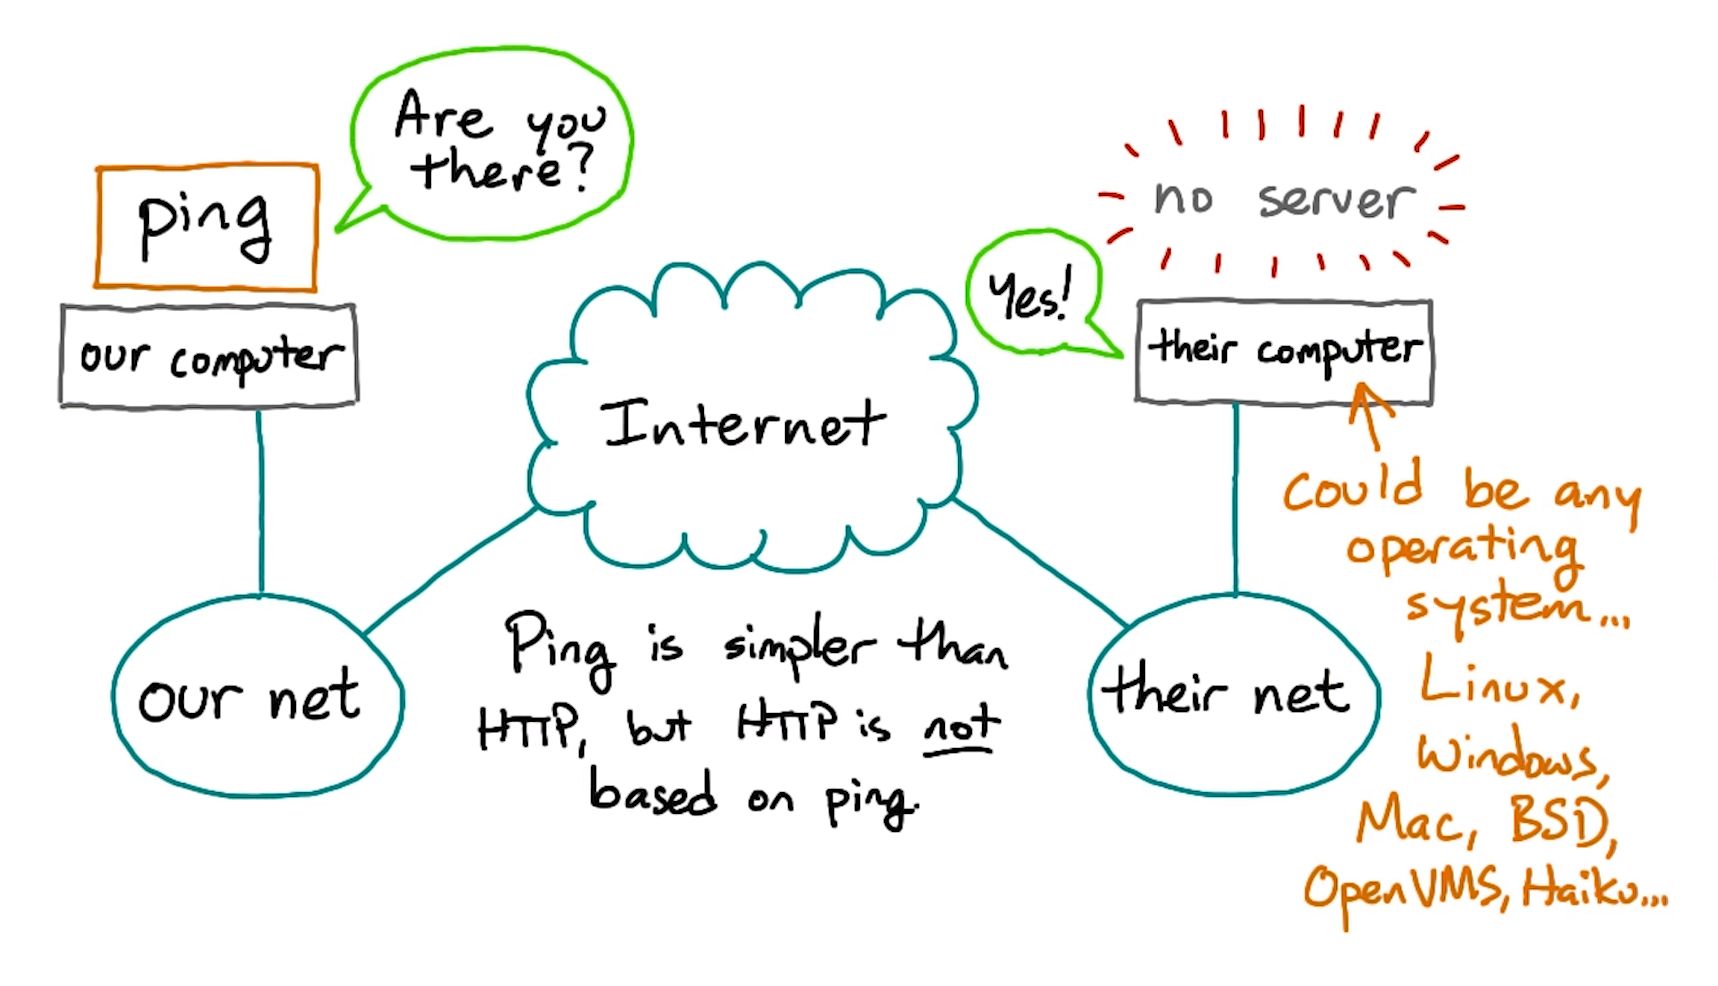 Are you
there?
ping
our computer
no server
Yes!
their computer
Internet
could be any
operating
system...
Linux,
Windows,
Mac, BSD,
OpenVMS, Haiku...
our net
Ping is simpler than
HTTP, but HTTP is not
based on ping.
their net